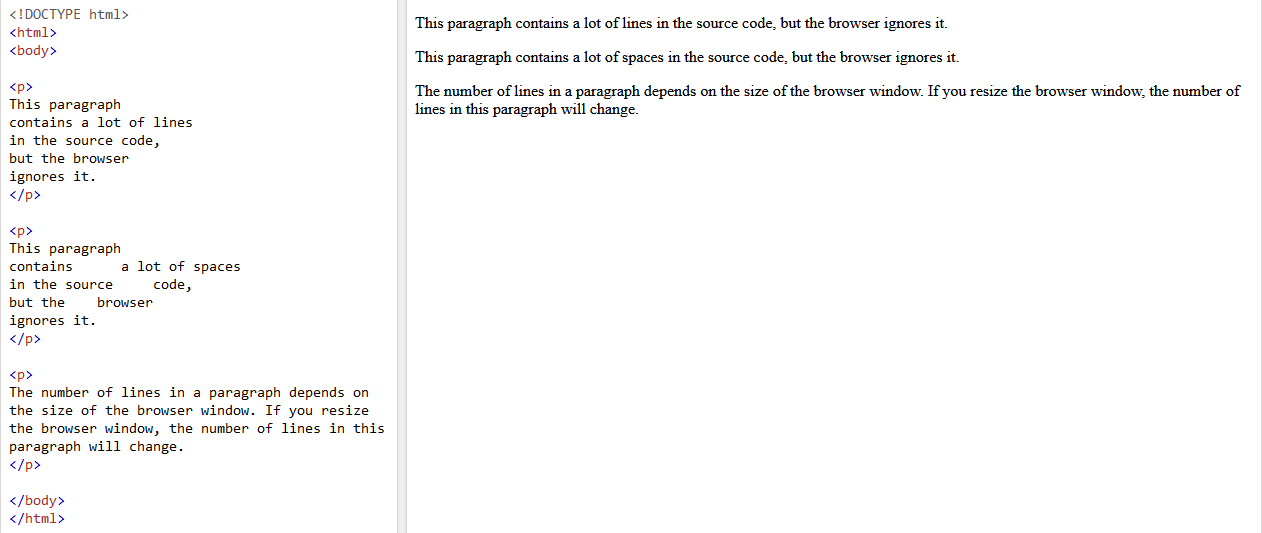 <!DOCTYPE html>
<html>
<body>

<p>
This paragraph
contains a lot of lines
in the source code,
but the browser
ignores it.
</p>

<p>
This paragraph
contains      a lot of spaces
in the source     code,
but the    browser
ignores it.
</p>

<p>
The number of lines in a paragraph depends on
the size of the browser window. If you resize
the browser window, the number of lines in this
paragraph will change.
</p>

</body>
</html>

This paragraph contains a lot of lines in the source code, but the browser ignores it.
This paragraph contains a lot of spaces in the source code, but the browser ignores it.
The number of lines in a paragraph depends on the size of the browser window. If you resize the browser window, the number of
lines in this paragraph will change.